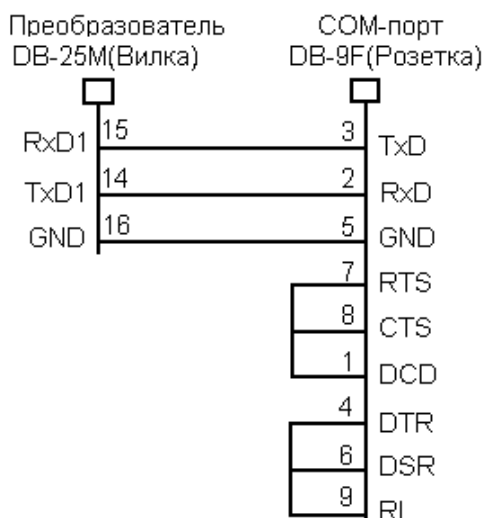 Преобразователь
DB-25M(Вилка)
COM-порт
DB-9F(Розетка)
RxD1 15 3 TxD
TxD1 14 2 RxD
GND 16 5 GND
7 RTS
8 CTS
1 DCD
4 DTR
6 DSR
9 RI